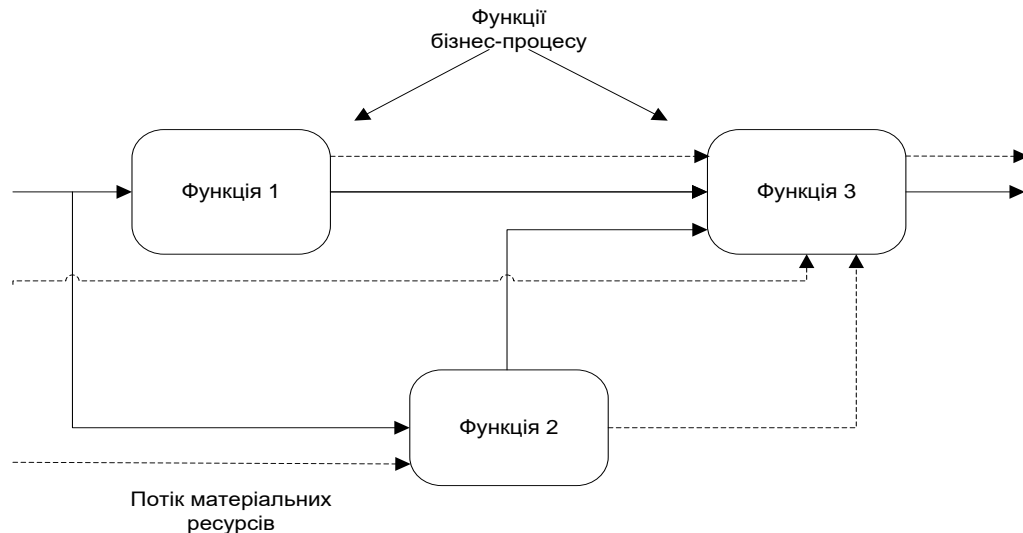 Функції
бізнес-процесу
Функція 1
Функція 3
Функція 2
Потік матеріальних
ресурсів